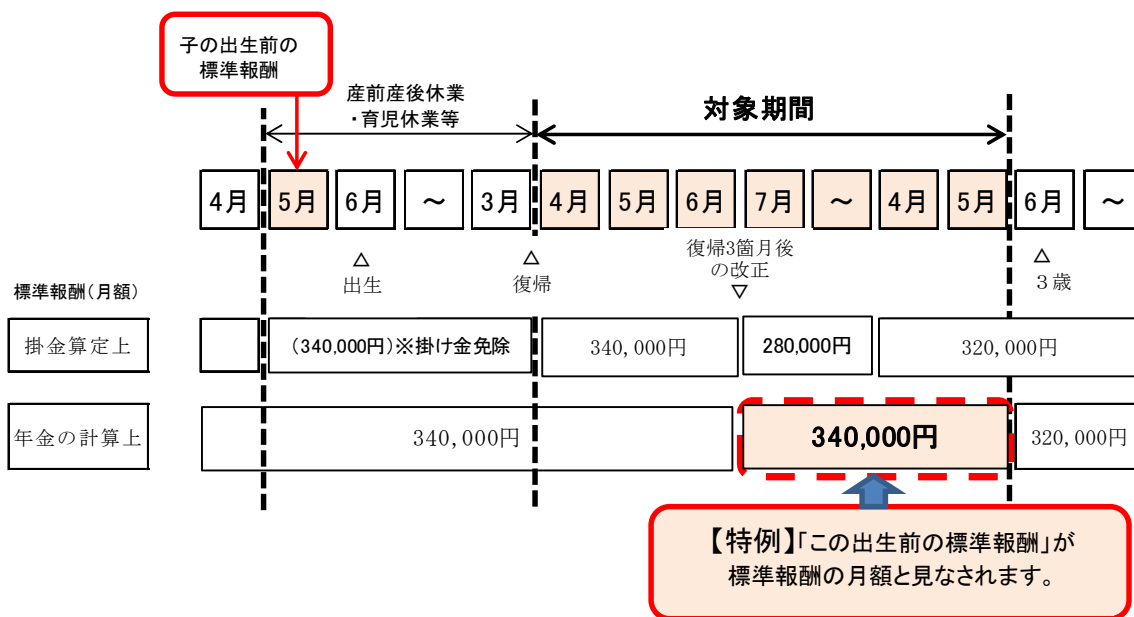 子の出生前の
標準報酬
産前産後休業
・育児休業等
対象期間
4月 5月 6月 ～ 3月 4月 5月 6月 7月 ～ 4月 5月 6月 ～
△
出生
△
復帰
復帰3箇月後
の改正
▽
△
３歳
標準報酬(月額)
掛金算定上
(340,000円)※掛け金免除
340,000円
280,000円
320,000円
年金の計算上
340,000円
340,000円
320,000円
【特例】「この出生前の標準報酬」が
標準報酬の月額と見なされます。